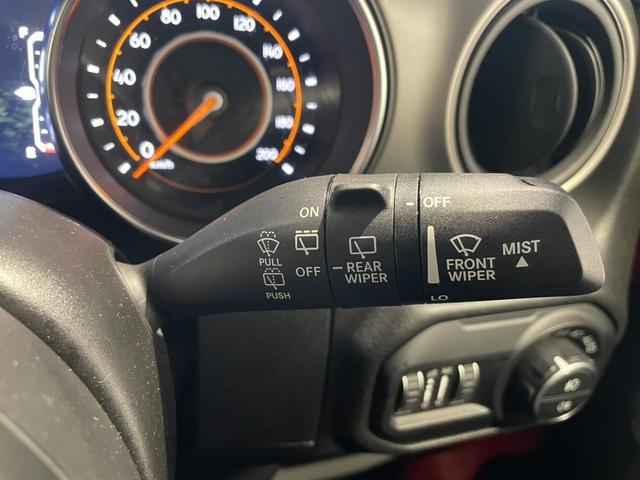 0
20
40
60
80
100
120
140
160
180
200
km/h
ON
OFF
PULL
OFF
REAR
WIPER
PUSH
FRONT
WIPER
MIST
LO